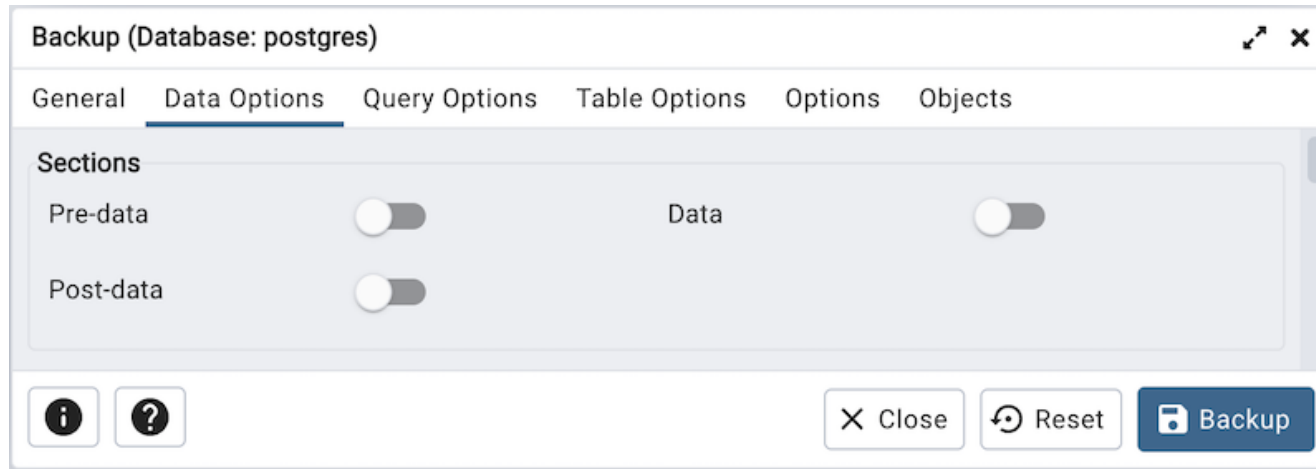 Backup (Database: postgres)
General Data Options Query Options Table Options Options Objects
Sections
Pre-data Data
Post-data
Close Reset Backup